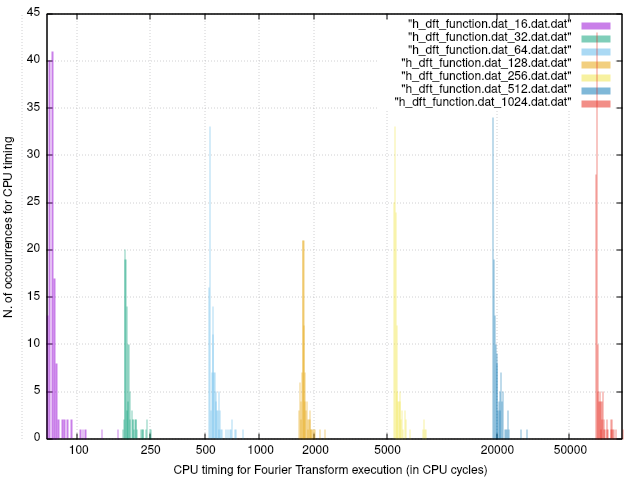 45
40
35
30
25
20
15
10
5
0
N. of occourrences for CPU timing
"h_dft_function.dat_16.dat.dat"
"h_dft_function.dat_32.dat.dat"
"h_dft_function.dat_64.dat.dat"
"h_dft_function.dat_128.dat.dat"
"h_dft_function.dat_256.dat.dat"
"h_dft_function.dat_512.dat.dat"
"h_dft_function.dat_1024.dat.dat"
100 250 500 1000 2000 5000 20000 50000
CPU timing for Fourier Transform execution (in CPU cycles)